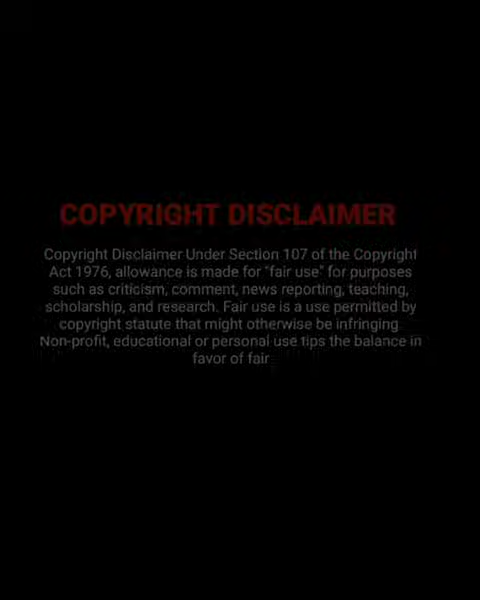 COPYRIGHT DISCLAIMER
Copyright Disclaimer Under Section 107 of the Copyright
Act 1976, allowance is made for "fair use" for purposes
such as criticism, comment, news reporting, teaching,
scholarship, and research. Fair use is a use permitted by
copyright statute that might otherwise be infringing
Non-profit, educational or personal use tips the balance in
favor of fair